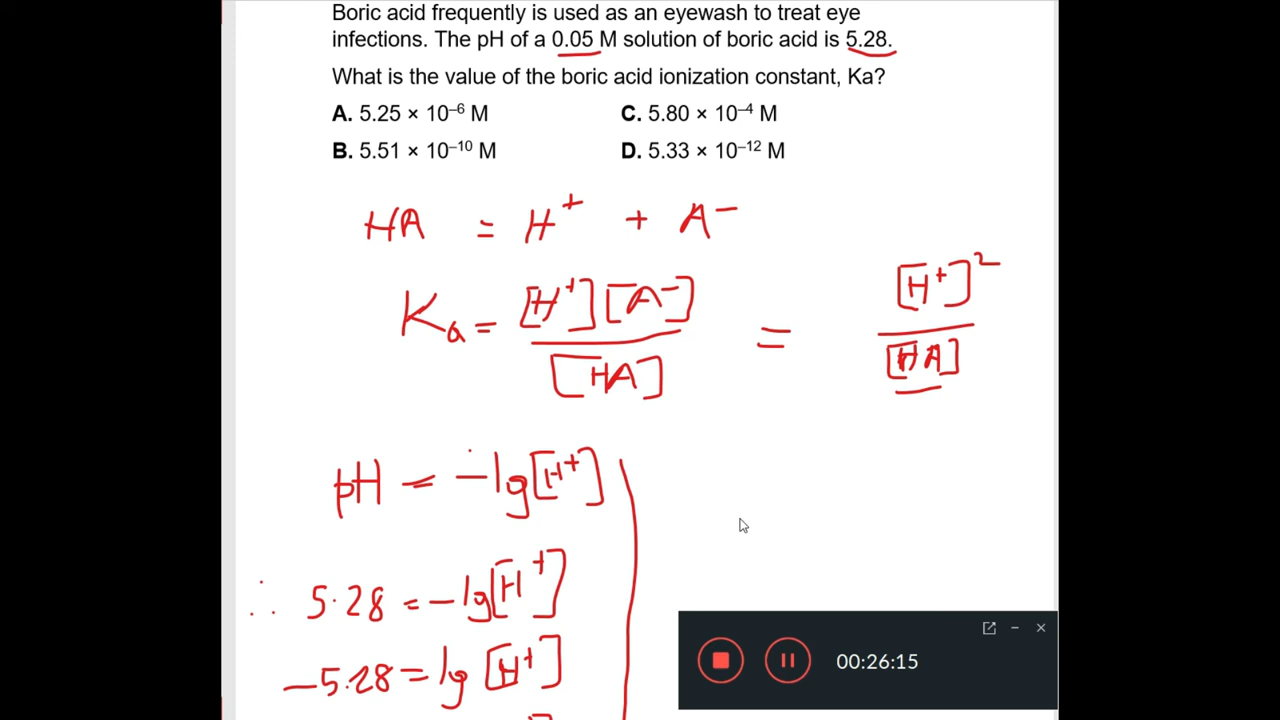 Boric acid frequently is used as an eyewash to treat eye
infections. The pH of a 0.05 M solution of boric acid is 5.28.
What is the value of the boric acid ionization constant, Ka?
A. 5.25 × 10⁻⁶ M C. 5.80 × 10⁻⁴ M
B. 5.51 × 10⁻¹⁰ M D. 5.33 × 10⁻¹² M
HA = H⁺ + A⁻
Ka = [H⁺][A⁻] / [HA] = [H⁺]² / [HA]
pH = -lg[H⁺]
∴ 5.28 = -lg[H⁺]
-5.28 = lg[H⁺]
00:26:15